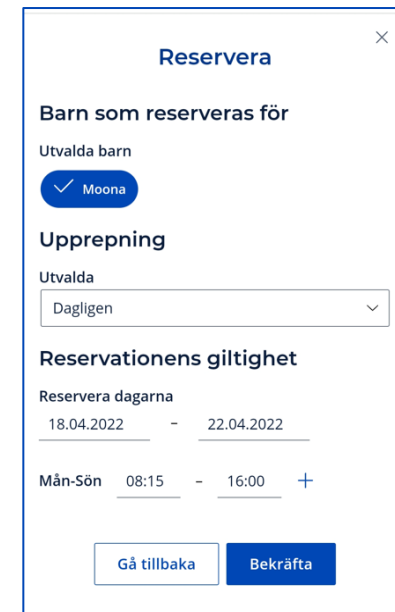 Reservera
Barn som reserveras för
Utvalda barn
Moona
Upprepning
Utvalda
Dagligen
Reservationens giltighet
Reservera dagarna
18.04.2022 – 22.04.2022
Mån-Sön 08:15 – 16:00 +
Gå tillbaka Bekräfta